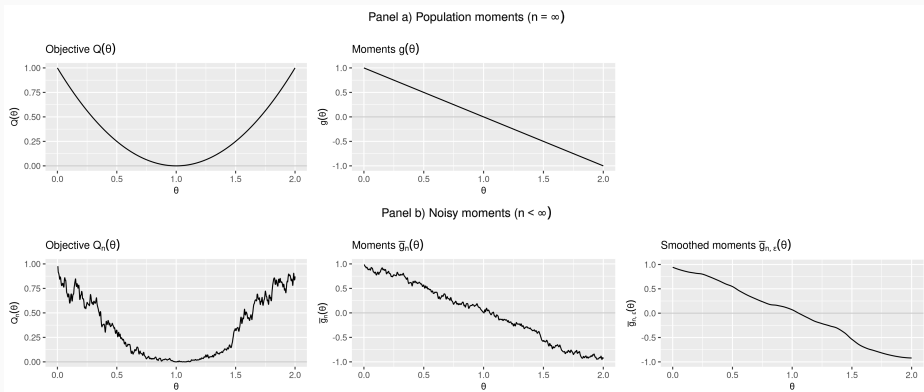 Panel a) Population moments (n = ∞)
Objective Q(θ)
Moments g(θ)
Q(θ)
1.00
0.75
0.50
0.25
0.00
0.0 0.5 1.0 1.5 2.0
θ
g(θ)
1.0
0.5
0.0
-0.5
-1.0
0.0 0.5 1.0 1.5 2.0
θ
Panel b) Noisy moments (n < ∞)
Objective Qn(θ)
Moments g̅n(θ)
Smoothed moments g̅n, ε(θ)
Qn(θ)
1.00
0.75
0.50
0.25
0.00
0.0 0.5 1.0 1.5 2.0
θ
g̅n(θ)
1.0
0.5
0.0
-0.5
-1.0
0.0 0.5 1.0 1.5 2.0
θ
g̅n, ε(θ)
1.0
0.5
0.0
-0.5
-1.0
0.0 0.5 1.0 1.5 2.0
θ